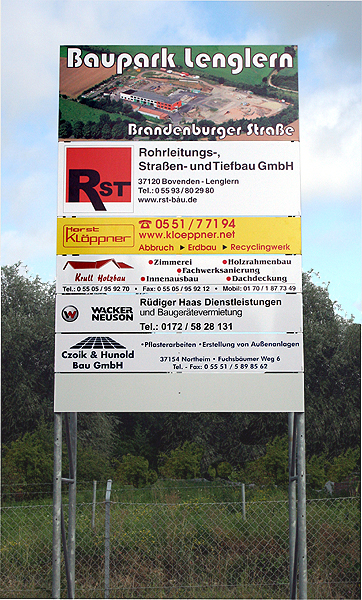 Baupark Lenglern
Brandenburger Straße
RST
Rohrleitungs-,
Straßen- und Tiefbau GmbH
37120 Bovenden - Lenglern
Tel.: 0 55 93 / 80 29 80
www.rst-bau.de
Horst
Klöppner
☎ 05 51 / 7 71 94
www.kloeppner.net
Abbruch ▶ Erdbau ▶ Recyclingwerk
Krull Holzbau
•Zimmerei •Holzrahmenbau
•Fachwerksanierung
•Innenausbau •Dachdeckung
Tel.: 0 55 05 / 95 92 70 • Fax: 0 55 05 / 95 92 12 • Mobil: 01 70 / 1 87 73 49
WACKER
NEUSON
Rüdiger Haas Dienstleistungen
und Baugerätevermietung
Tel.: 0172 / 58 28 131
Czoik & Hunold
Bau GmbH
•Pflasterarbeiten •Erstellung von Außenanlagen
37154 Northeim • Fuchsbäumer Weg 6
Tel. - Fax: 0 55 51 / 5 89 85 62